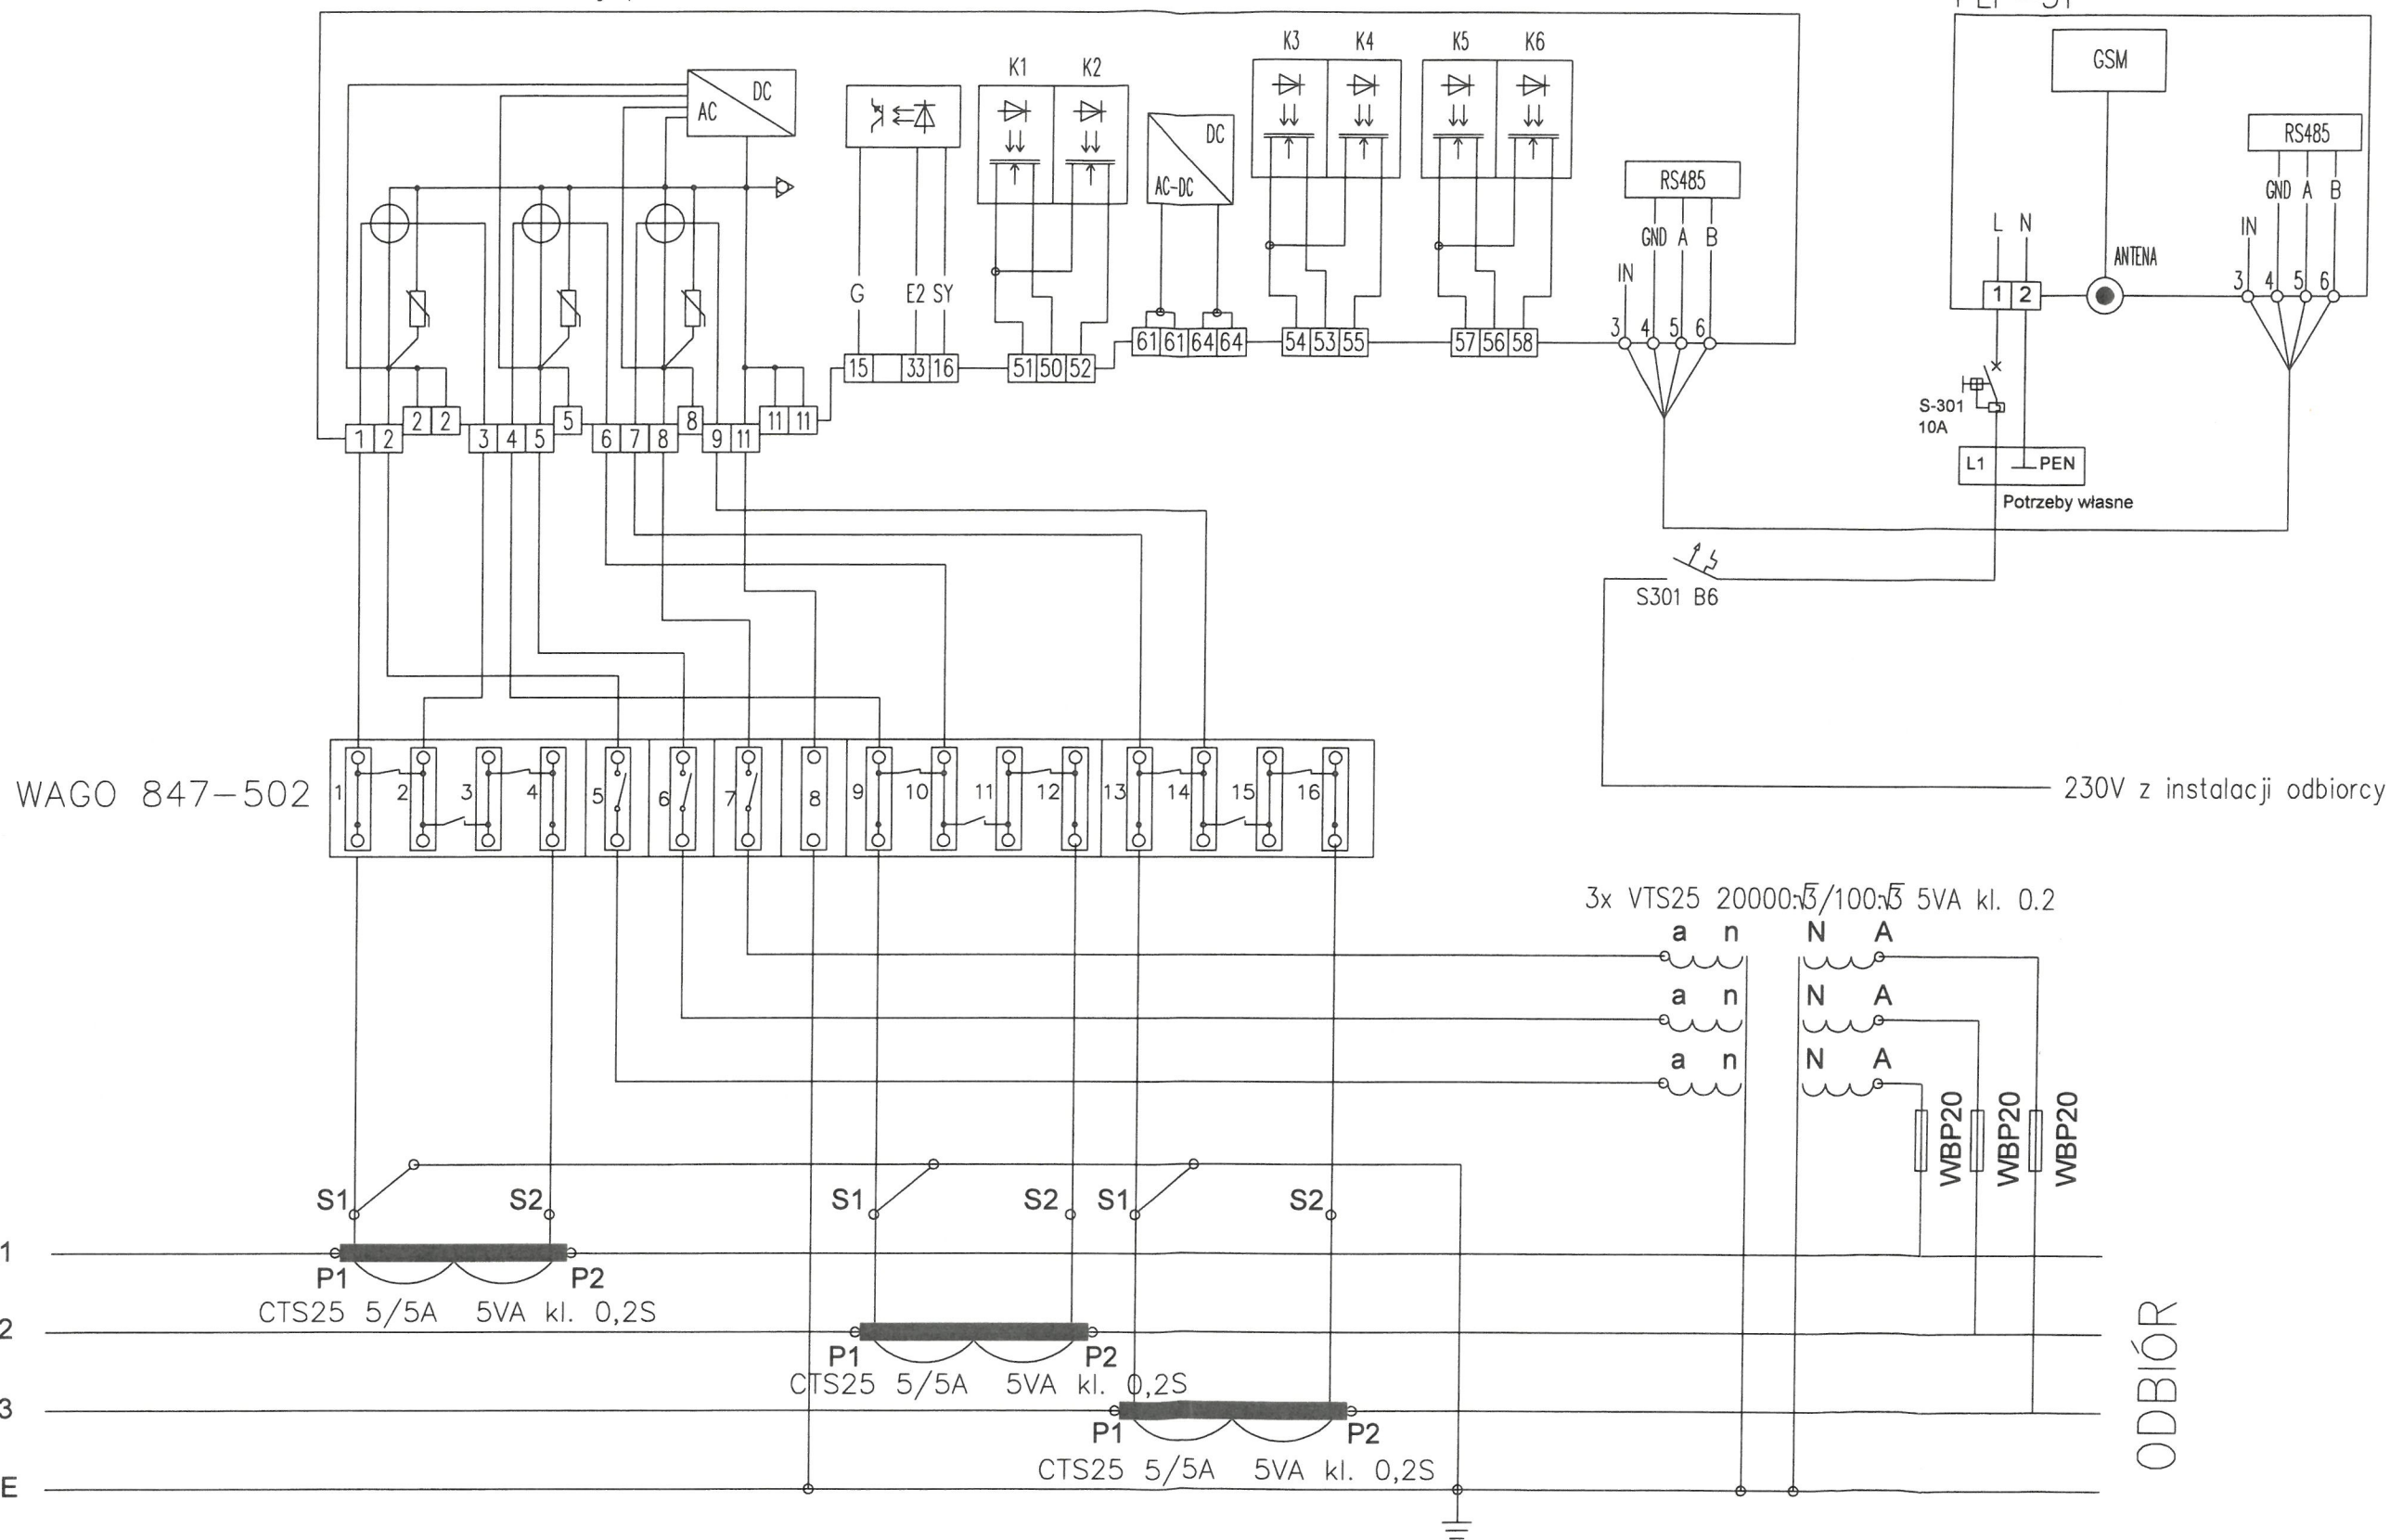 K1 K2 K3 K4 K5 K6
DC
AC
DC
AC-DC
G E2 SY
RS485
GND A B
IN
3 4 5 6
GSM
RS485
GND A B
IN
3 4 5 6
L N
1 2
ANTENA
15 33 16
51 50 52
61 61 64 64
54 53 55
57 56 58
2 2 5 8 11 11
1 2 3 4 5 6 7 8 9 11
S-301
10A
L1 PEN
Potrzeby własne
S301 B6
230V z instalacji odbiorcy
WAGO 847-502
1 2 3 4 5 6 7 8 9 10 11 12 13 14 15 16
3x VTS25 20000:√3/100:√3 5VA kl. 0.2
a n N A
a n N A
a n N A
WBP20 WBP20 WBP20
S1 S2 S1 S2 S1 S2
1
P1 P2
CTS25 5/5A 5VA kl. 0,2S
2
P1 P2
CTS25 5/5A 5VA kl. 0,2S
3
P1 P2
CTS25 5/5A 5VA kl. 0,2S
E
ODBIÓR